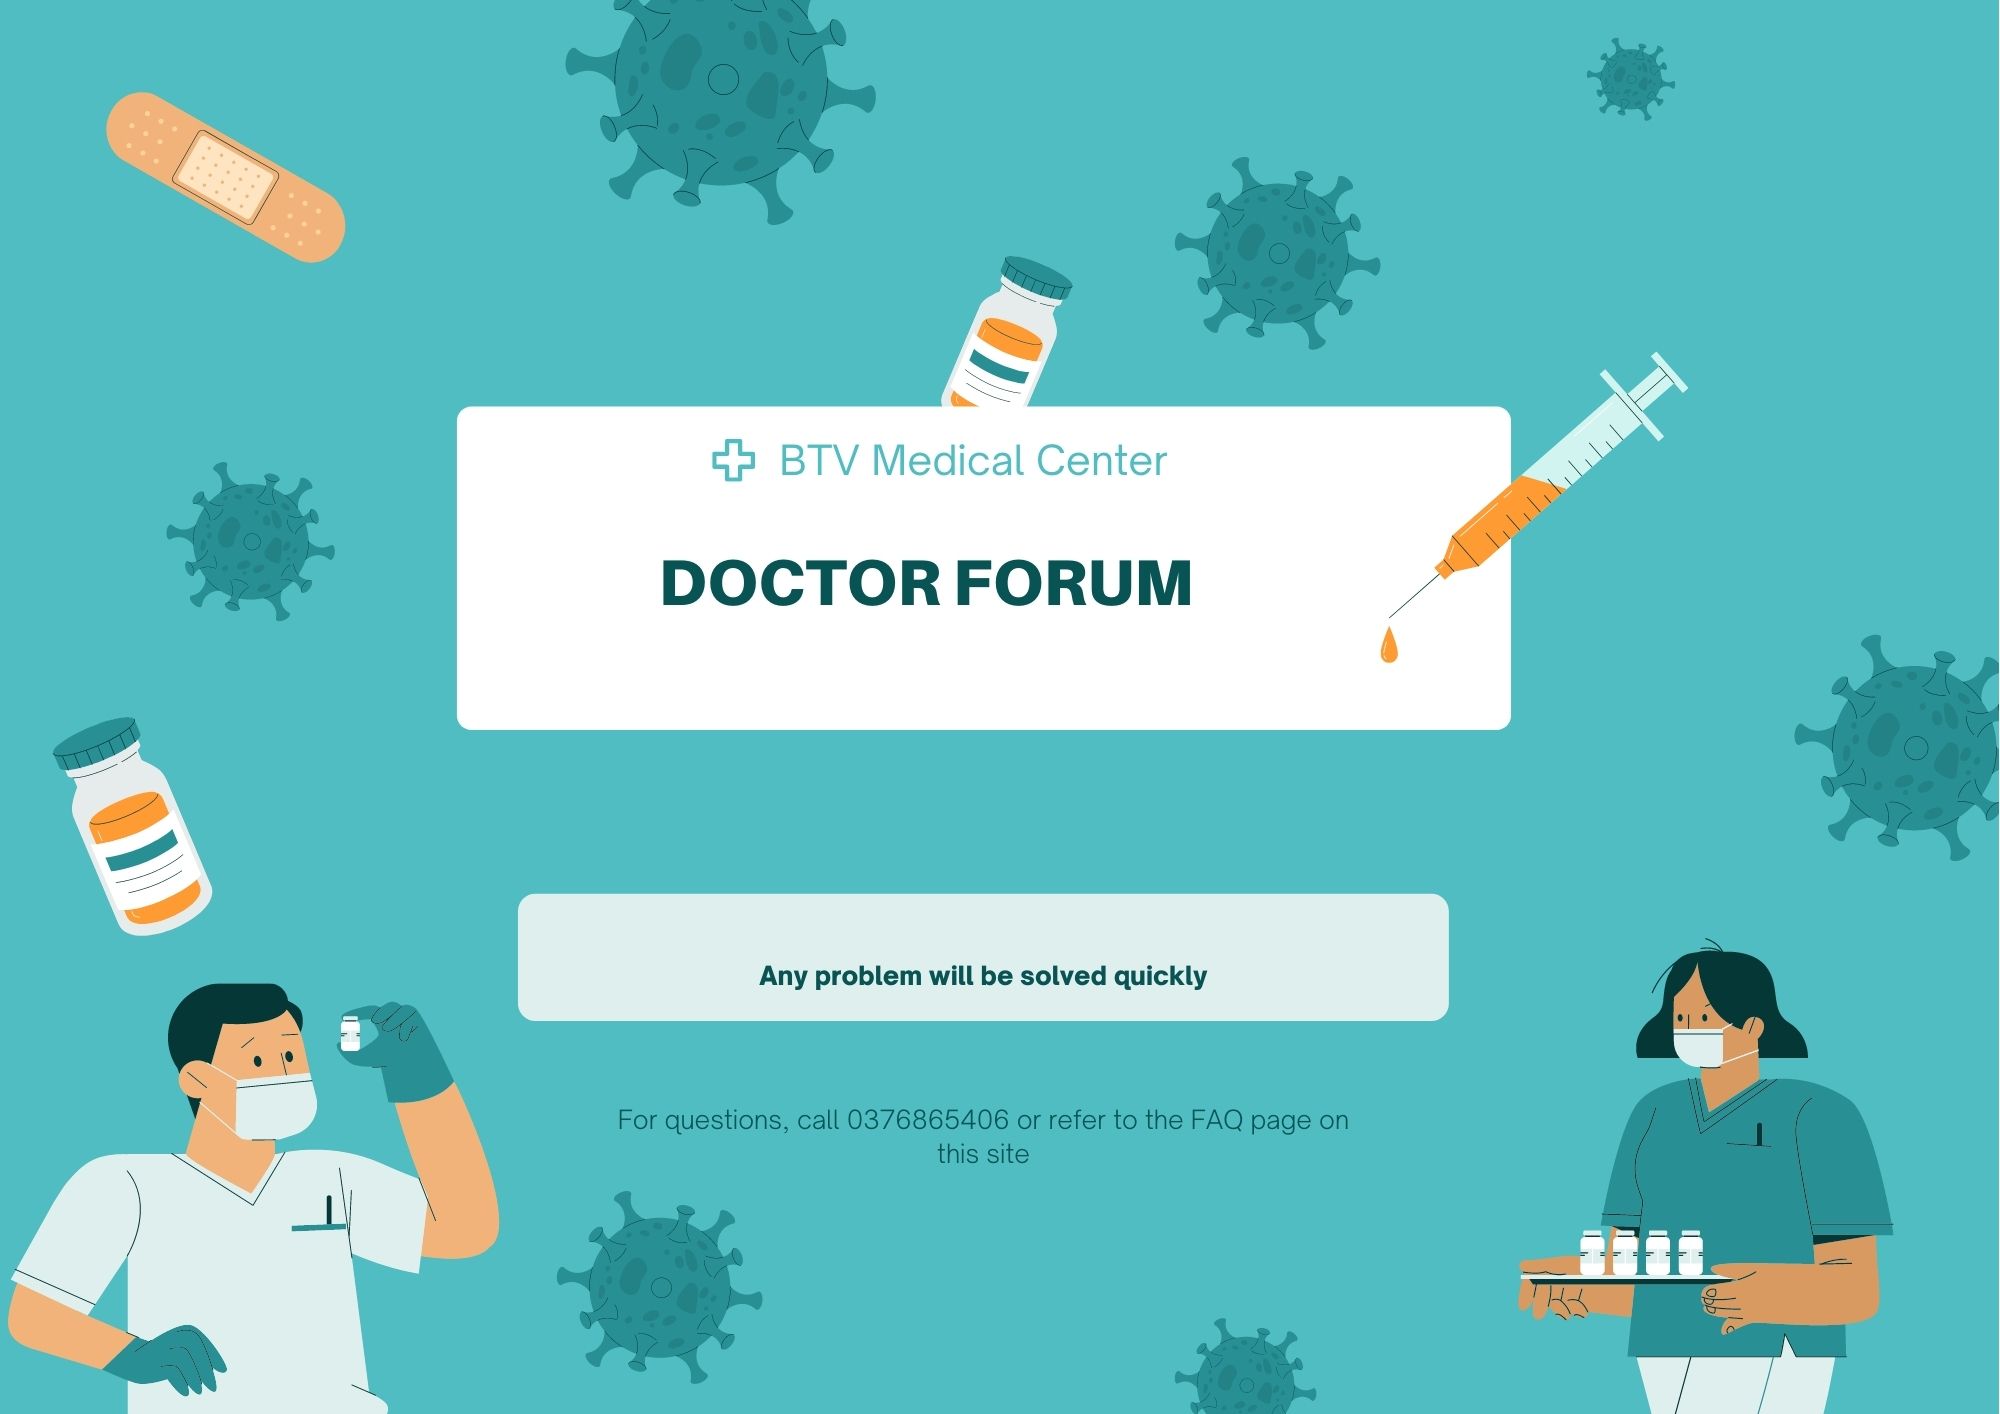 BTV Medical Center
DOCTOR FORUM
Any problem will be solved quickly
For questions, call 0376865406 or refer to the FAQ page on
this site